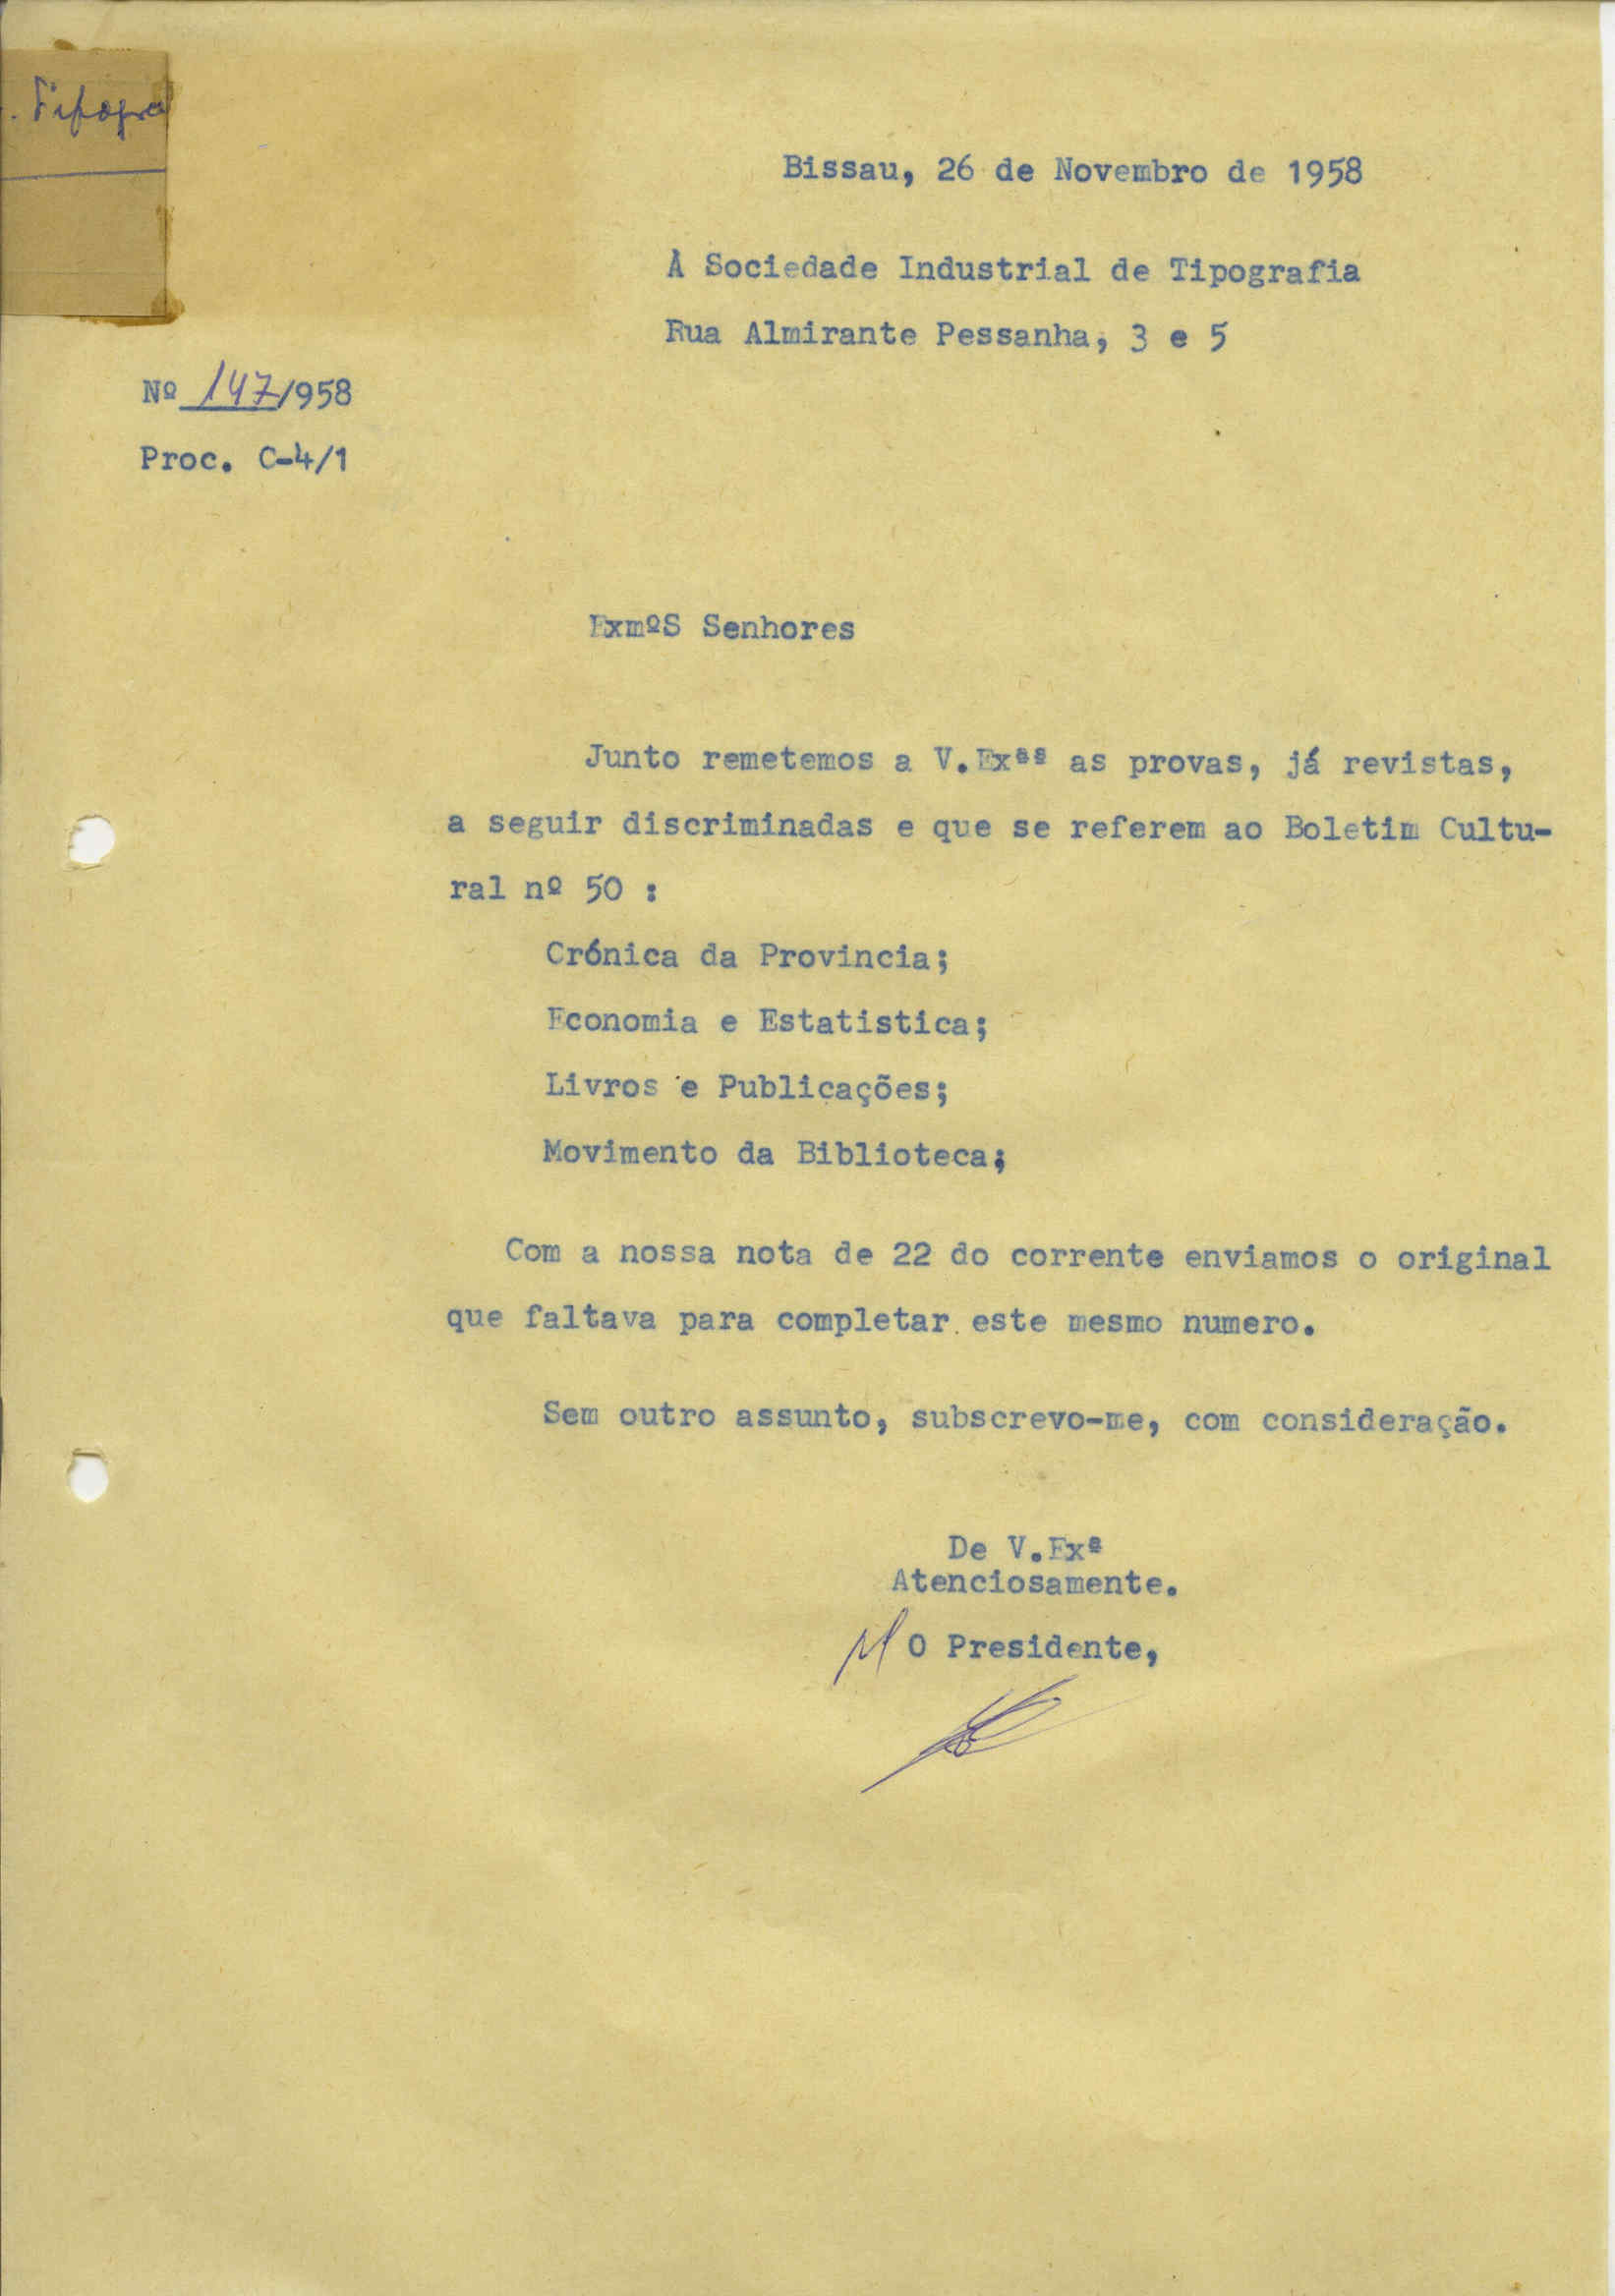 Tipogra
Bissau, 26 de Novembro de 1958
À Sociedade Industrial de Tipografia
Rua Almirante Pessanha, 3 e 5
Nº 147/958
Proc. C-4/1
ExmºS Senhores
Junto remetemos a V.Exªª as provas, já revistas,
a seguir discriminadas e que se referem ao Boletim Cultu-
ral nº 50 :
Crónica da Provincia;
Economia e Estatistica;
Livros e Publicações;
Movimento da Biblioteca;
Com a nossa nota de 22 do corrente enviamos o original
que faltava para completar este mesmo numero.
Sem outro assunto, subscrevo-me, com consideração.
De V.Exª
Atenciosamente.
O Presidente,